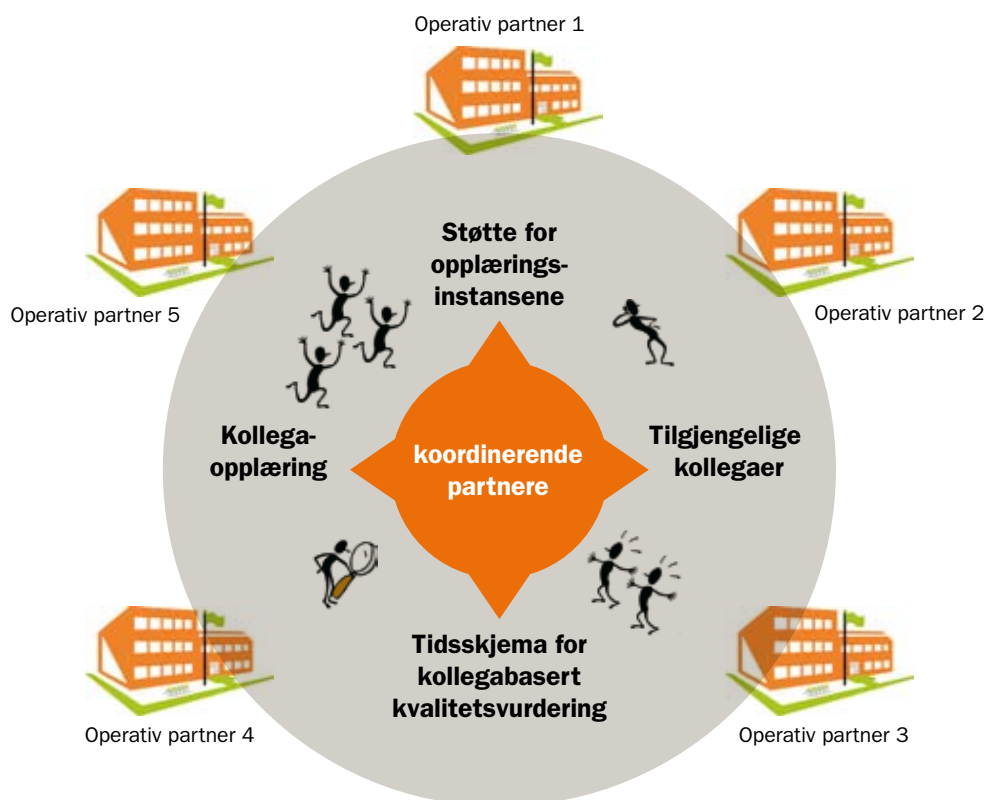 Operativ partner 1
Støtte for
opplærings-
instansene
Operativ partner 5
Operativ partner 2
Kollega-
opplæring
koordinerende
partnere
Tilgjengelige
kollegaer
Tidsskjema for
kollegabasert
kvalitetsvurdering
Operativ partner 4
Operativ partner 3